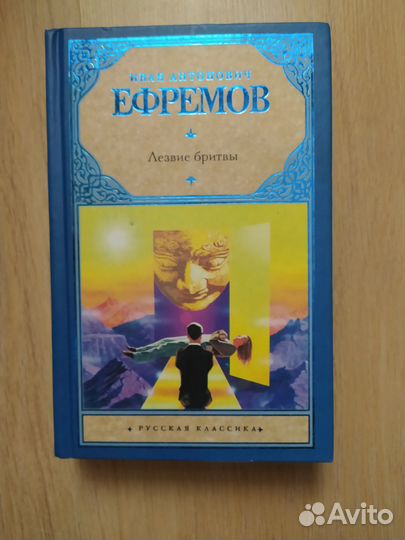 ИВАН АНТОНОВИЧ
ЕФРЕМОВ
Лезвие бритвы
РУССКАЯ КЛАССИКА
Avito